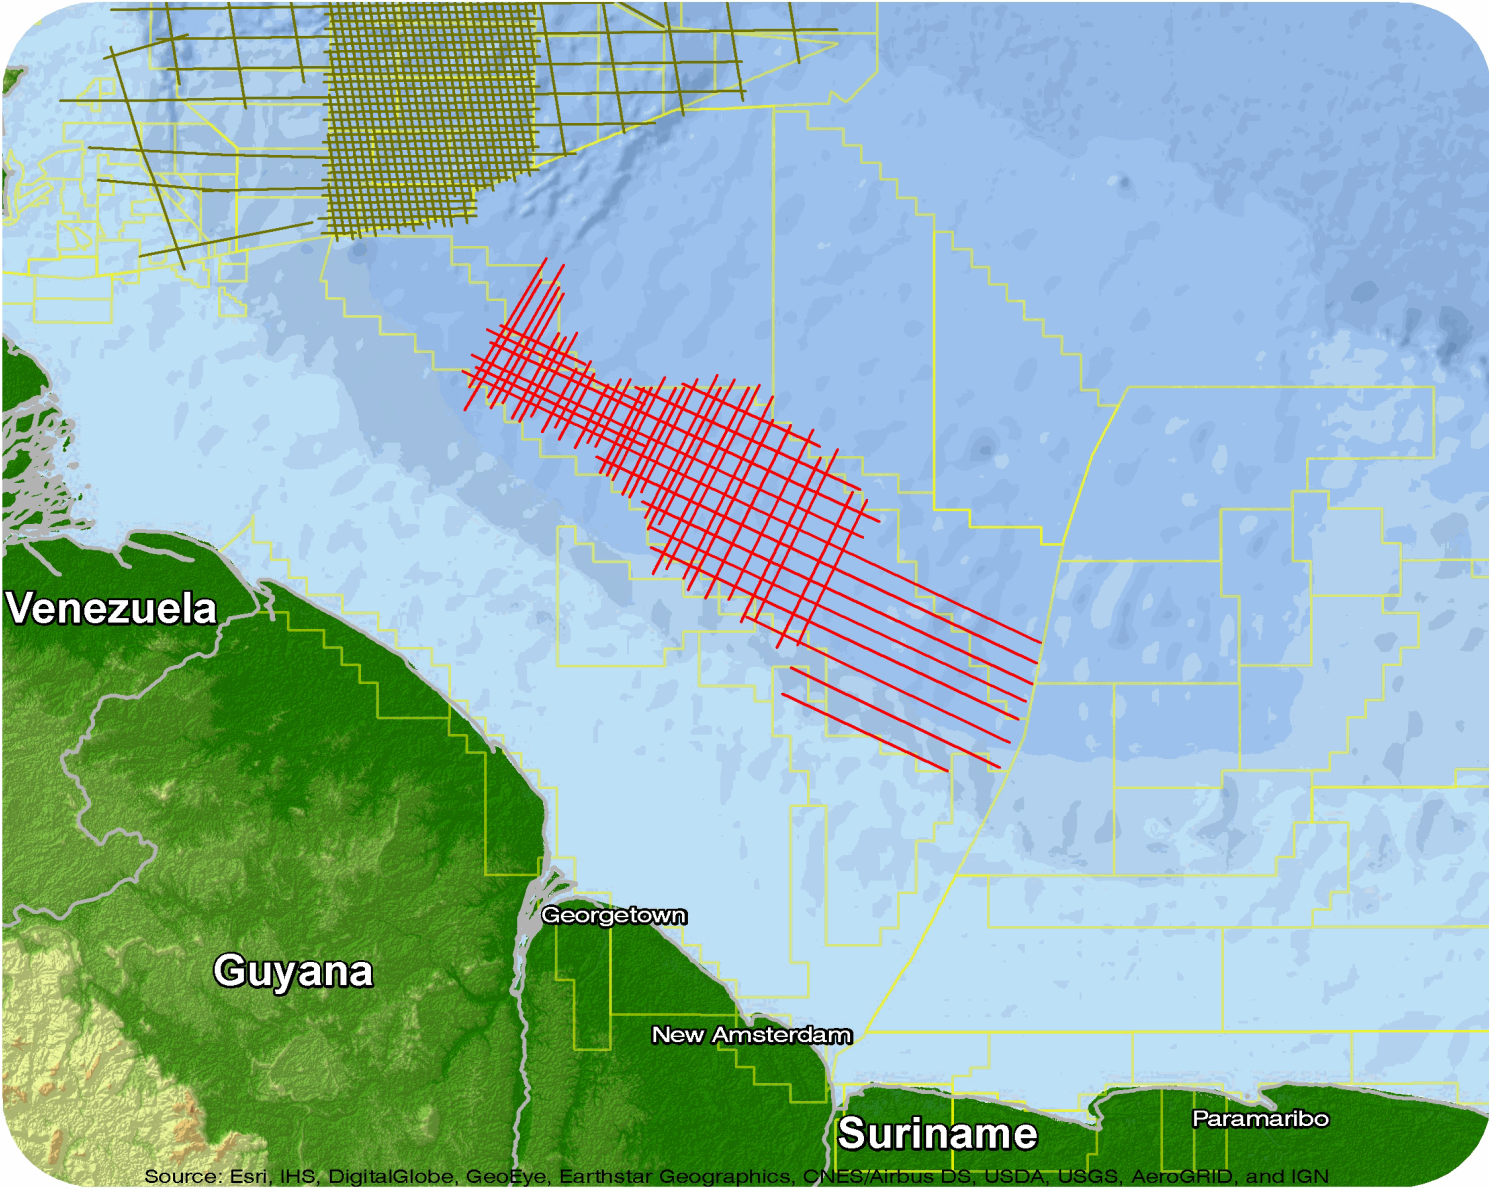 Venezuela
Georgetown
Guyana
New Amsterdam
Paramaribo
Suriname
Source: Esri, IHS, DigitalGlobe, GeoEye, Earthstar Geographics, CNES/Airbus DS, USDA, USGS, AeroGRID, and IGN